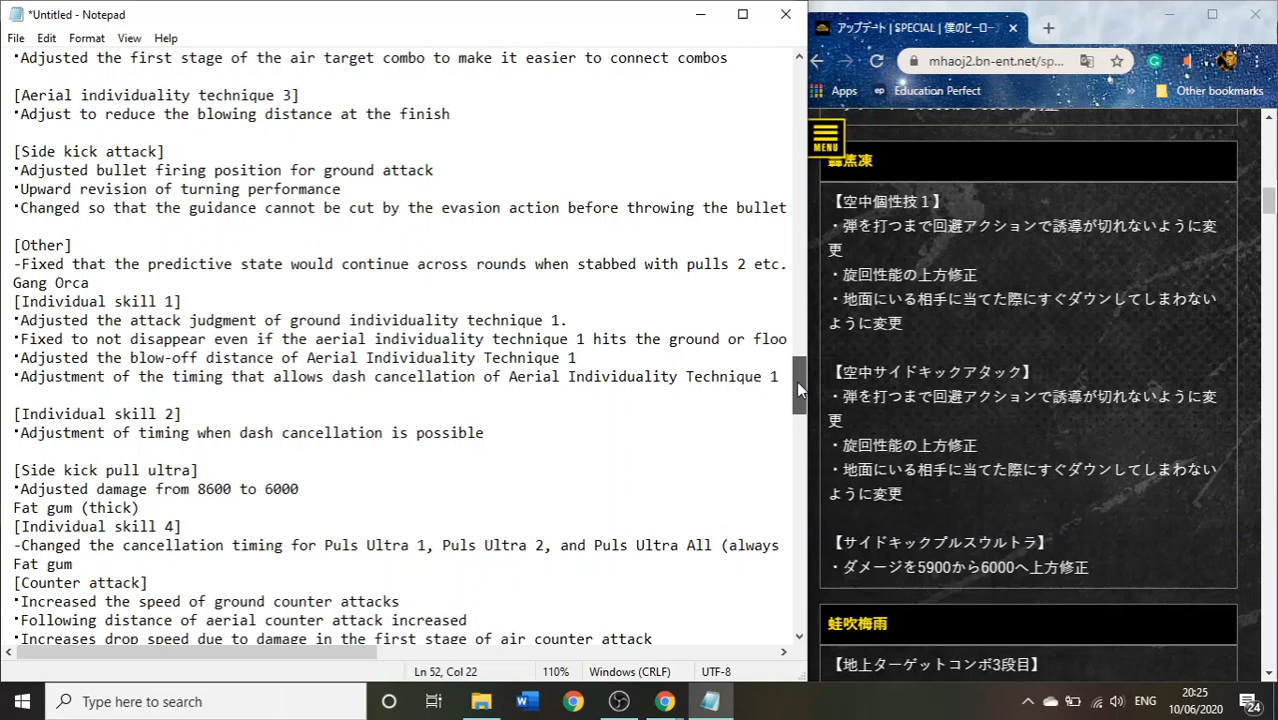 *Untitled - Notepad
File Edit Format View Help
•Adjusted the first stage of the air target combo to make it easier to connect combos
[Aerial individuality technique 3]
•Adjust to reduce the blowing distance at the finish
[Side kick attack]
•Adjusted bullet firing position for ground attack
•Upward revision of turning performance
•Changed so that the guidance cannot be cut by the evasion action before throwing the bullet
[Other]
-Fixed that the predictive state would continue across rounds when stabbed with pulls 2 etc.
Gang Orca
[Individual skill 1]
•Adjusted the attack judgment of ground individuality technique 1.
•Fixed to not disappear even if the aerial individuality technique 1 hits the ground or floo
•Adjusted the blow-off distance of Aerial Individuality Technique 1
•Adjustment of the timing that allows dash cancellation of Aerial Individuality Technique 1
[Individual skill 2]
•Adjustment of timing when dash cancellation is possible
[Side kick pull ultra]
•Adjusted damage from 8600 to 6000
Fat gum (thick)
[Individual skill 4]
-Changed the cancellation timing for Puls Ultra 1, Puls Ultra 2, and Puls Ultra All (always
Fat gum
[Counter attack]
•Increased the speed of ground counter attacks
•Following distance of aerial counter attack increased
•Increases drop speed due to damage in the first stage of air counter attack
Ln 52, Col 22 110% Windows (CRLF) UTF-8
アップデート | SPECIAL | 僕のヒーロー
mhaoj2.bn-ent.net/sp...
Apps ep Education Perfect » Other bookmarks
MENU
轟焦凍
【空中個性技１】
・弾を打つまで回避アクションで誘導が切れないように変
更
・旋回性能の上方修正
・地面にいる相手に当てた際にすぐダウンしてしまわない
ように変更
【空中サイドキックアタック】
・弾を打つまで回避アクションで誘導が切れないように変
更
・旋回性能の上方修正
・地面にいる相手に当てた際にすぐダウンしてしまわない
ように変更
【サイドキックプルスウルトラ】
・ダメージを5900から6000へ上方修正
蛙吹梅雨
【地上ターゲットコンボ3段目】
Type here to search
ENG
20:25
10/06/2020
24